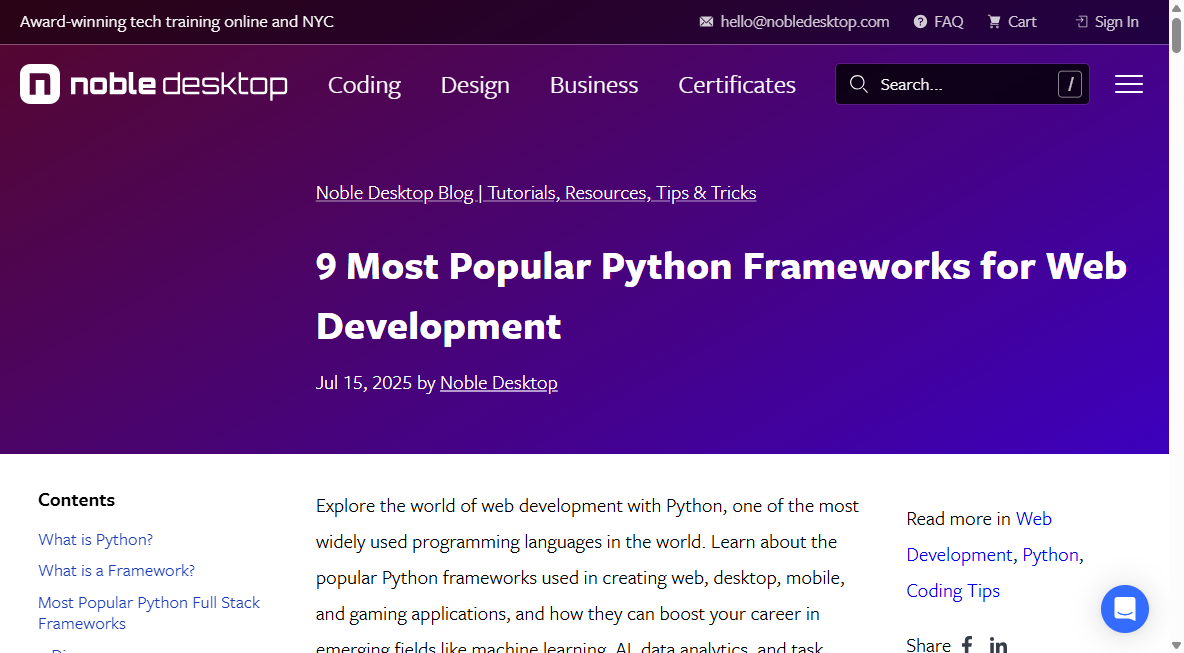 Award-winning tech training online and NYC
hello@nobledesktop.com FAQ Cart Sign In
noble desktop Coding Design Business Certificates Search... /
Noble Desktop Blog | Tutorials, Resources, Tips & Tricks
9 Most Popular Python Frameworks for Web
Development
Jul 15, 2025 by Noble Desktop
Contents
What is Python?
What is a Framework?
Most Popular Python Full Stack
Frameworks
Explore the world of web development with Python, one of the most
widely used programming languages in the world. Learn about the
popular Python frameworks used in creating web, desktop, mobile,
and gaming applications, and how they can boost your career in
emerging fields like machine learning, AI, data analytics, and task
Read more in Web
Development, Python,
Coding Tips
Share